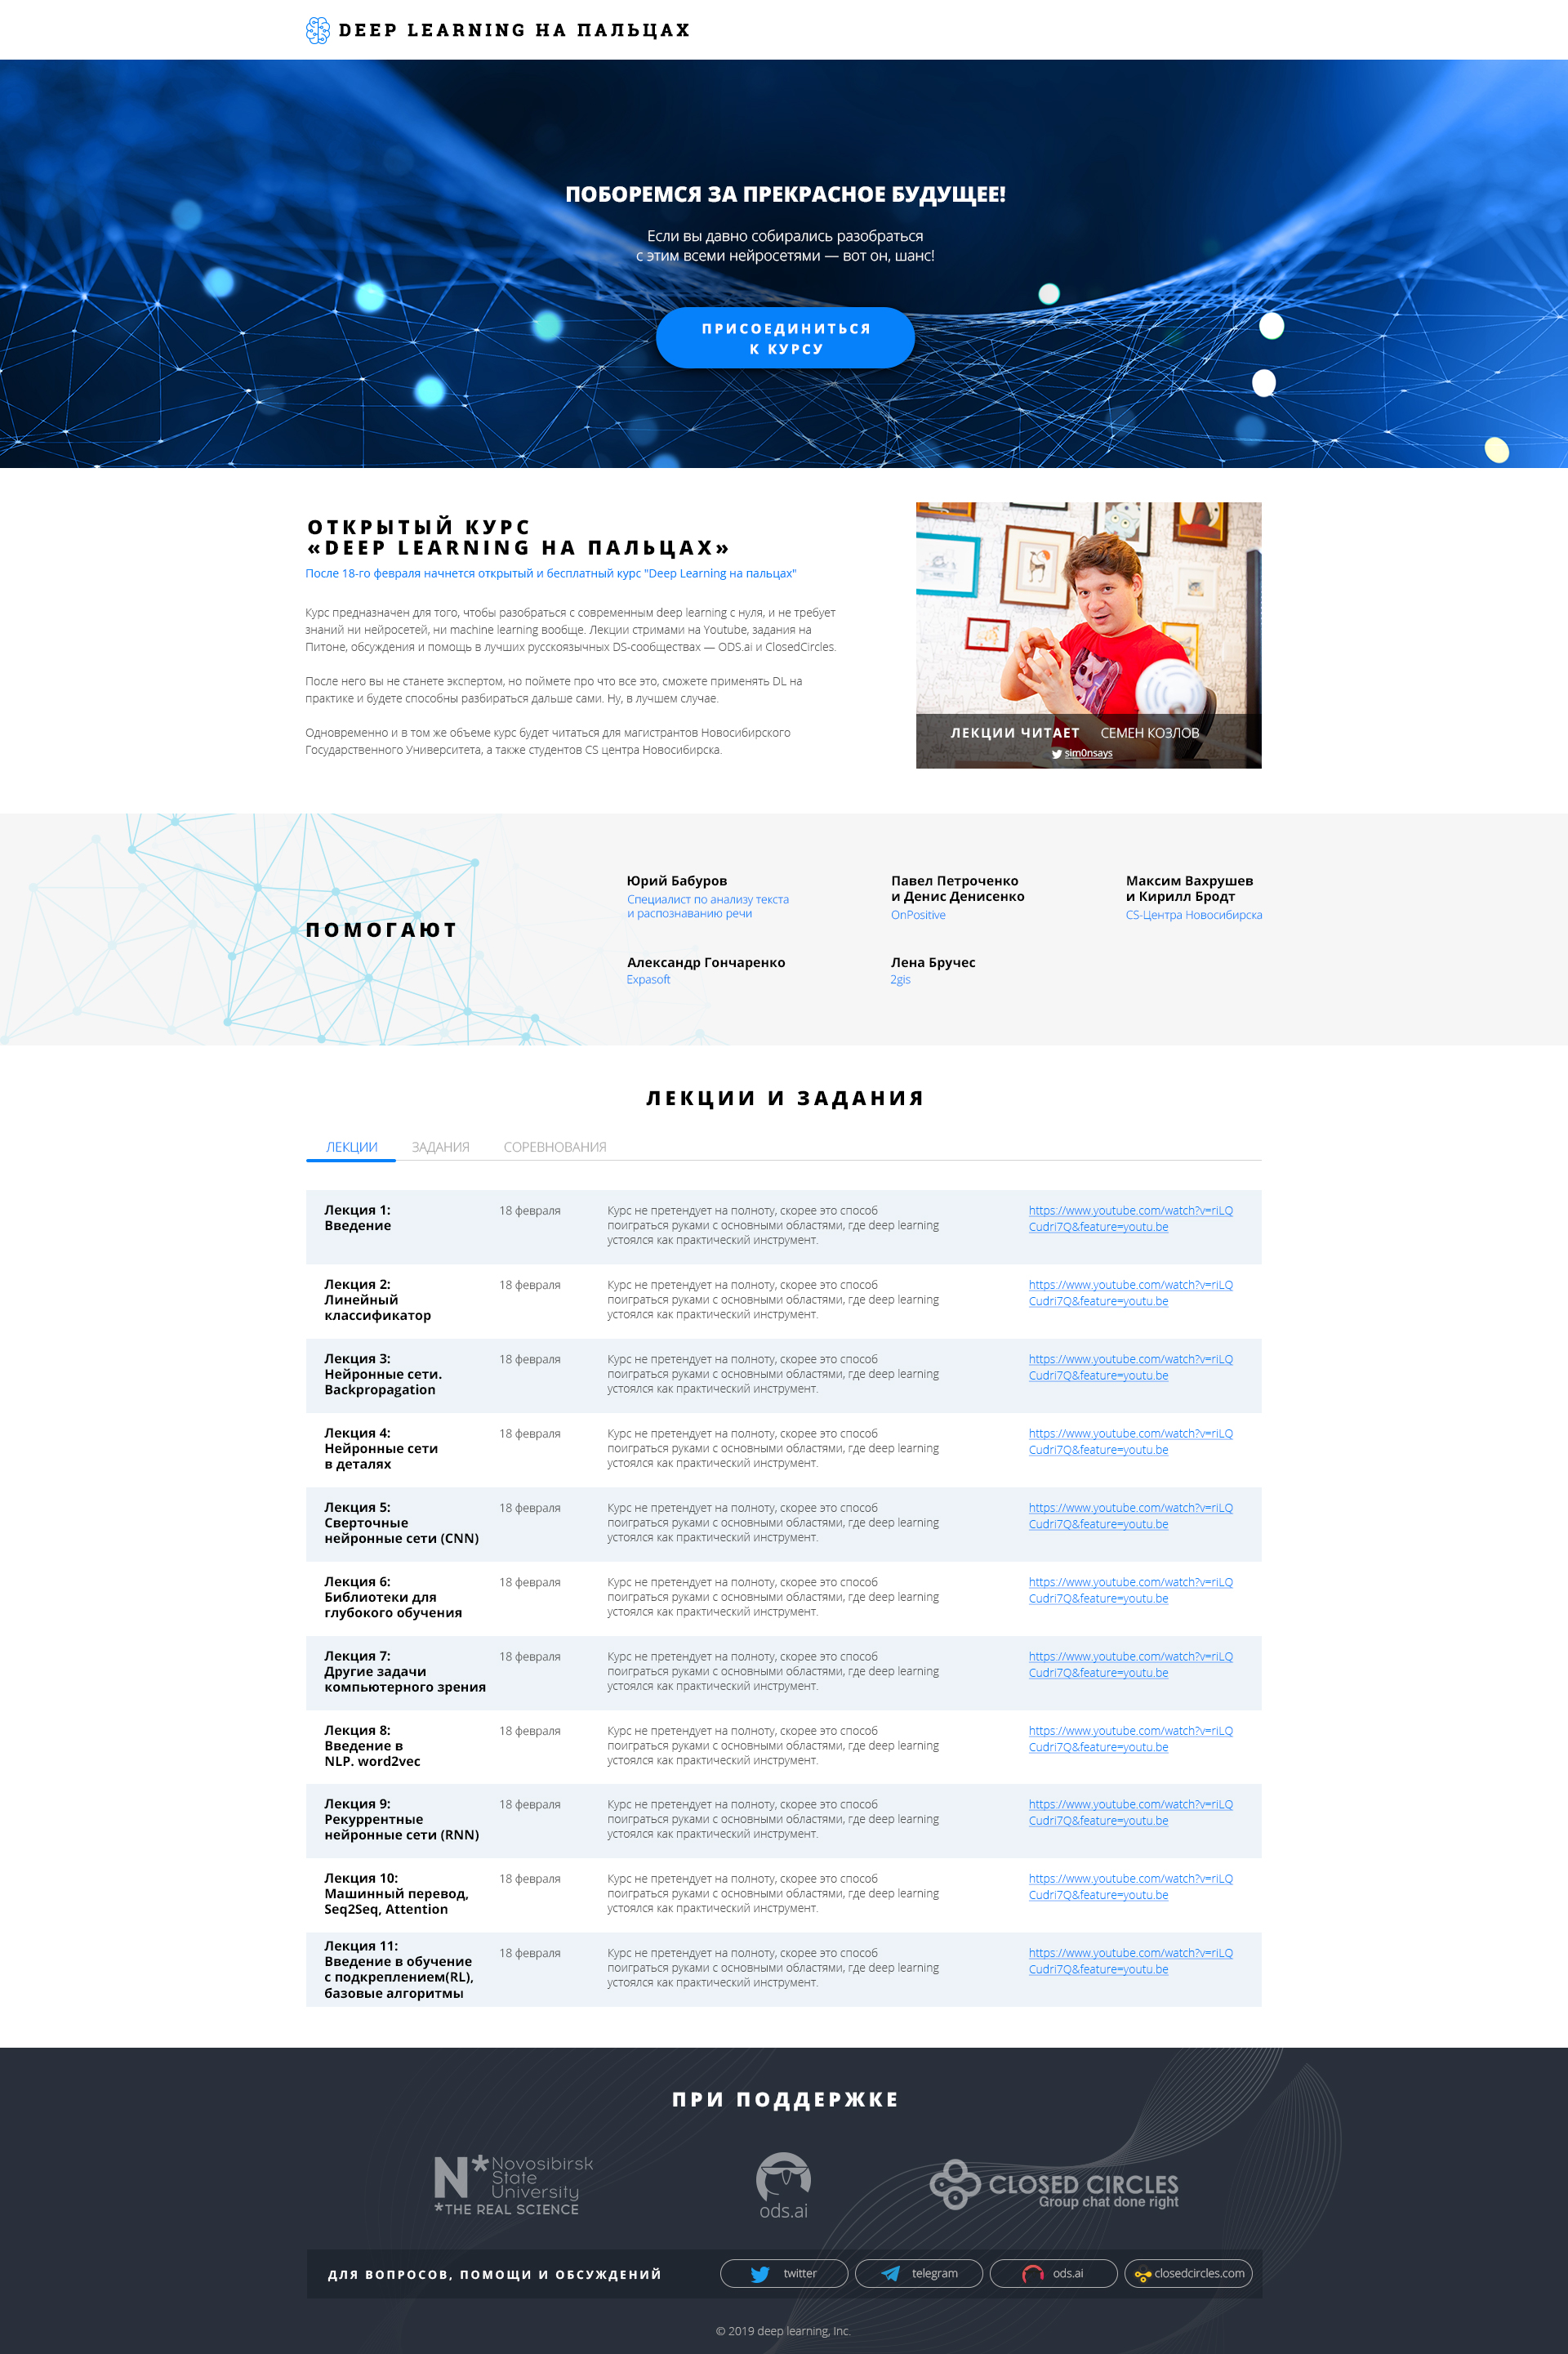 DEEP LEARNING НА ПАЛЬЦАХ
ПОБОРЕМСЯ ЗА ПРЕКРАСНОЕ БУДУЩЕЕ!
Если вы давно собирались разобраться
с этим всеми нейросетями — вот он, шанс!
ПРИСОЕДИНИТЬСЯ
К КУРСУ
ОТКРЫТЫЙ КУРС
«DEEP LEARNING НА ПАЛЬЦАХ»
После 18-го февраля начнется открытый и бесплатный курс "Deep Learning на пальцах"
Курс предназначен для того, чтобы разобраться с современным deep learning с нуля, и не требует
знаний ни нейросетей, ни machine learning вообще. Лекции стримами на Youtube, задания на
Питоне, обсуждения и помощь в лучших русскоязычных DS-сообществах — ODS.ai и ClosedCircles.
После него вы не станете экспертом, но поймете про что все это, сможете применять DL на
практике и будете способны разбираться дальше сами. Ну, в лучшем случае.
Одновременно и в том же объеме курс будет читаться для магистрантов Новосибирского
Государственного Университета, а также студентов CS центра Новосибирска.
ЛЕКЦИИ ЧИТАЕТ СЕМЕН КОЗЛОВ
sim0nsays
ПОМОГАЮТ
Юрий Бабуров
Специалист по анализу текста
и распознаванию речи
Павел Петроченко
и Денис Денисенко
OnPositive
Максим Вахрушев
и Кирилл Бродт
CS-Центра Новосибирска
Александр Гончаренко
Expasoft
Лена Бручес
2gis
ЛЕКЦИИ И ЗАДАНИЯ
ЛЕКЦИИ ЗАДАНИЯ СОРЕВНОВАНИЯ
Лекция 1:
Введение
18 февраля
Курс не претендует на полноту, скорее это способ
поиграться руками с основными областями, где deep learning
устоялся как практический инструмент.
https://www.youtube.com/watch?v=riLQ
Cudri7Q&feature=youtu.be
Лекция 2:
Линейный
классификатор
18 февраля
Курс не претендует на полноту, скорее это способ
поиграться руками с основными областями, где deep learning
устоялся как практический инструмент.
https://www.youtube.com/watch?v=riLQ
Cudri7Q&feature=youtu.be
Лекция 3:
Нейронные сети.
Backpropagation
18 февраля
Курс не претендует на полноту, скорее это способ
поиграться руками с основными областями, где deep learning
устоялся как практический инструмент.
https://www.youtube.com/watch?v=riLQ
Cudri7Q&feature=youtu.be
Лекция 4:
Нейронные сети
в деталях
18 февраля
Курс не претендует на полноту, скорее это способ
поиграться руками с основными областями, где deep learning
устоялся как практический инструмент.
https://www.youtube.com/watch?v=riLQ
Cudri7Q&feature=youtu.be
Лекция 5:
Сверточные
нейронные сети (CNN)
18 февраля
Курс не претендует на полноту, скорее это способ
поиграться руками с основными областями, где deep learning
устоялся как практический инструмент.
https://www.youtube.com/watch?v=riLQ
Cudri7Q&feature=youtu.be
Лекция 6:
Библиотеки для
глубокого обучения
18 февраля
Курс не претендует на полноту, скорее это способ
поиграться руками с основными областями, где deep learning
устоялся как практический инструмент.
https://www.youtube.com/watch?v=riLQ
Cudri7Q&feature=youtu.be
Лекция 7:
Другие задачи
компьютерного зрения
18 февраля
Курс не претендует на полноту, скорее это способ
поиграться руками с основными областями, где deep learning
устоялся как практический инструмент.
https://www.youtube.com/watch?v=riLQ
Cudri7Q&feature=youtu.be
Лекция 8:
Введение в
NLP. word2vec
18 февраля
Курс не претендует на полноту, скорее это способ
поиграться руками с основными областями, где deep learning
устоялся как практический инструмент.
https://www.youtube.com/watch?v=riLQ
Cudri7Q&feature=youtu.be
Лекция 9:
Рекуррентные
нейронные сети (RNN)
18 февраля
Курс не претендует на полноту, скорее это способ
поиграться руками с основными областями, где deep learning
устоялся как практический инструмент.
https://www.youtube.com/watch?v=riLQ
Cudri7Q&feature=youtu.be
Лекция 10:
Машинный перевод,
Seq2Seq, Attention
18 февраля
Курс не претендует на полноту, скорее это способ
поиграться руками с основными областями, где deep learning
устоялся как практический инструмент.
https://www.youtube.com/watch?v=riLQ
Cudri7Q&feature=youtu.be
Лекция 11:
Введение в обучение
с подкреплением(RL),
базовые алгоритмы
18 февраля
Курс не претендует на полноту, скорее это способ
поиграться руками с основными областями, где deep learning
устоялся как практический инструмент.
https://www.youtube.com/watch?v=riLQ
Cudri7Q&feature=youtu.be
ПРИ ПОДДЕРЖКЕ
N* Novosibirsk
State
University
*THE REAL SCIENCE
ods.ai
CLOSED CIRCLES
Group chat done right
ДЛЯ ВОПРОСОВ, ПОМОЩИ И ОБСУЖДЕНИЙ
twitter
telegram
ods.ai
closedcircles.com
© 2019 deep learning, Inc.